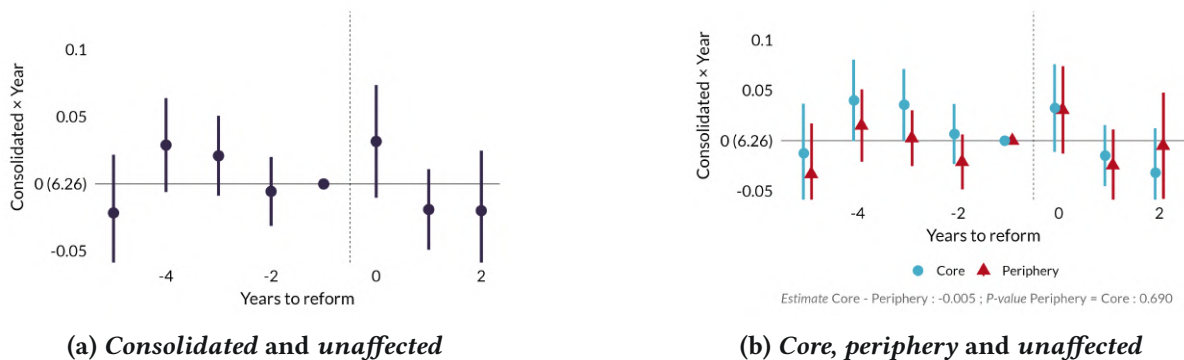 Consolidated × Year
0.1
0.05
0 (6.26)
-0.05
-4
-2
0
2
Years to reform
(a) Consolidated and unaffected
Consolidated × Year
0.1
0.05
0 (6.26)
-0.05
-4
-2
0
2
Years to reform
Core Periphery
Estimate Core - Periphery : -0.005 ; P-value Periphery = Core : 0.690
(b) Core, periphery and unaffected